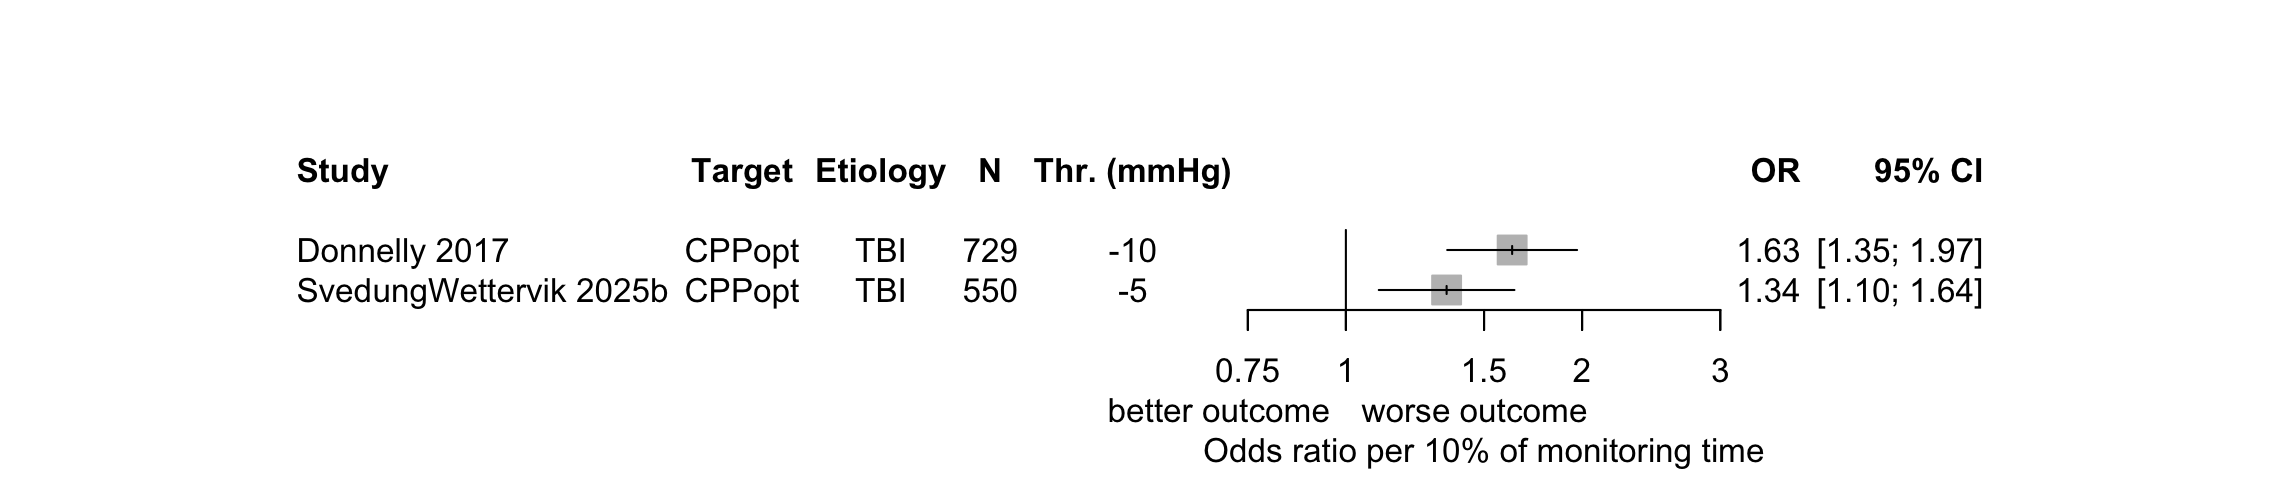 Study Target Etiology N Thr. (mmHg) OR 95% CI
Donnelly 2017 CPPopt TBI 729 -10 1.63 [1.35; 1.97]
SvedungWettervik 2025b CPPopt TBI 550 -5 1.34 [1.10; 1.64]
0.75 1 1.5 2 3
better outcome worse outcome
Odds ratio per 10% of monitoring time